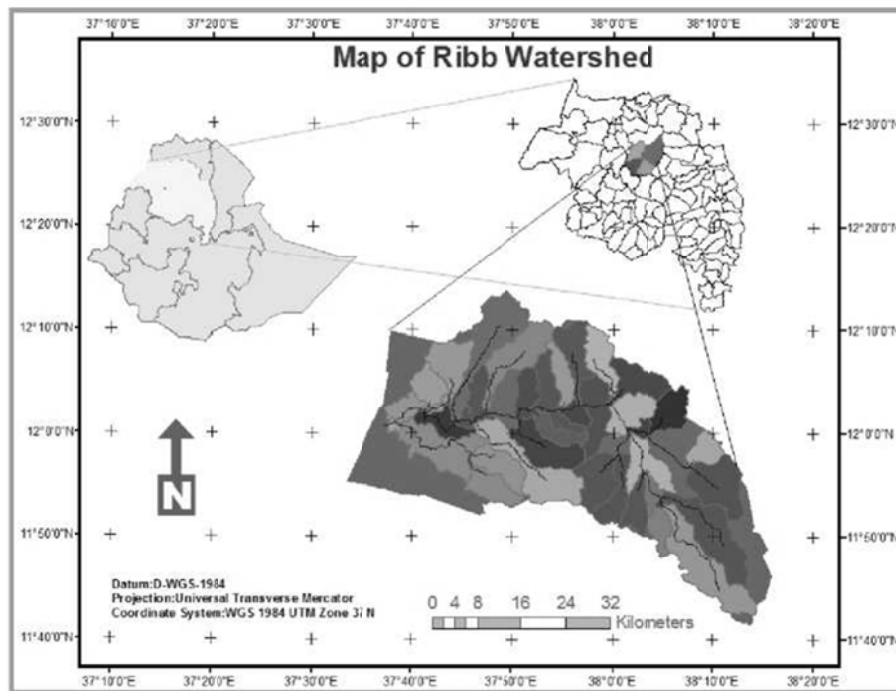 37°10'0"E 37°20'0"E 37°30'0"E 37°40'0"E 37°50'0"E 38°0'0"E 38°10'0"E 38°20'0"E
Map of Ribb Watershed
12°30'0"N 12°30'0"N
12°20'0"N 12°20'0"N
12°10'0"N 12°10'0"N
12°0'0"N 12°0'0"N
N
11°50'0"N 11°50'0"N
Datum:D-WGS-1984
Projection:Universal Transverse Mercator
Coordinate System:WGS 1984 UTM Zone 37 N
0 4 8 16 24 32
Kilometers
11°40'0"N 11°40'0"N
37°10'0"E 37°20'0"E 37°30'0"E 37°40'0"E 37°50'0"E 38°0'0"E 38°10'0"E 38°20'0"E